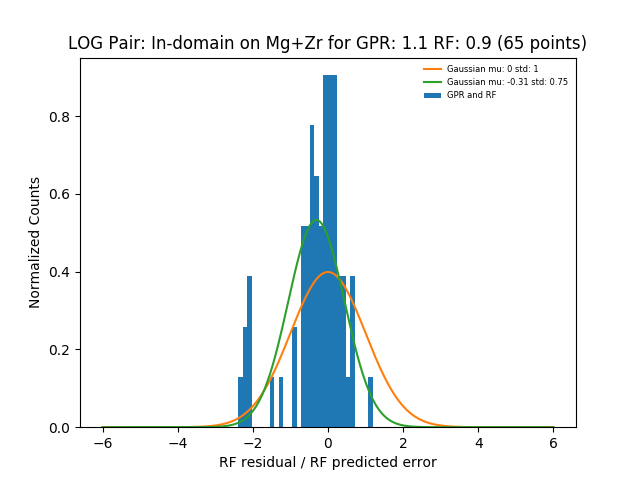 LOG Pair: In-domain on Mg+Zr for GPR: 1.1 RF: 0.9 (65 points)
Gaussian mu: 0 std: 1
Gaussian mu: -0.31 std: 0.75
GPR and RF
Normalized Counts
0.8
0.6
0.4
0.2
0.0
−6 −4 −2 0 2 4 6
RF residual / RF predicted error